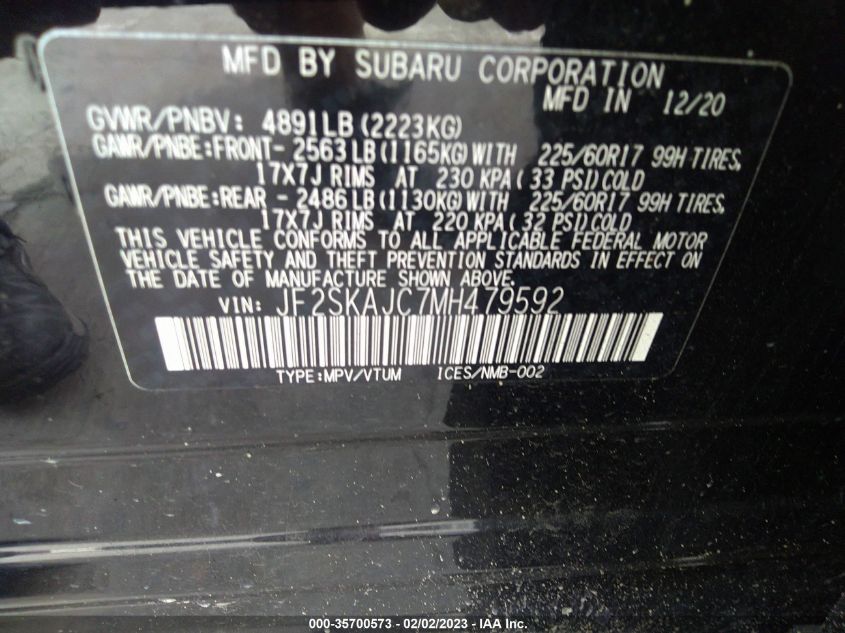 MFD BY SUBARU CORPORATION
MFD IN 12/20
GVWR/PNBV: 4891LB (2223KG)
GAWR/PNBE:FRONT- 2563LB (1165KG)WITH 225/60R17 99H TIRES,
17X7J RIMS AT 230 KPA ( 33 PSI)COLD
GAWR/PNBE:REAR - 2486LB (1130KG)WITH 225/60R17 99H TIRES,
17X7J RIMS AT 220 KPA ( 32 PSI)COLD
THIS VEHICLE CONFORMS TO ALL APPLICABLE FEDERAL MOTOR
VEHICLE SAFETY AND THEFT PREVENTION STANDARDS IN EFFECT ON
THE DATE OF MANUFACTURE SHOWN ABOVE.
VIN: JF2SKAJC7MH479592
TYPE:MPV/VTUM ICES/NMB-002
000-35700573 - 02/02/2023 - IAA Inc.